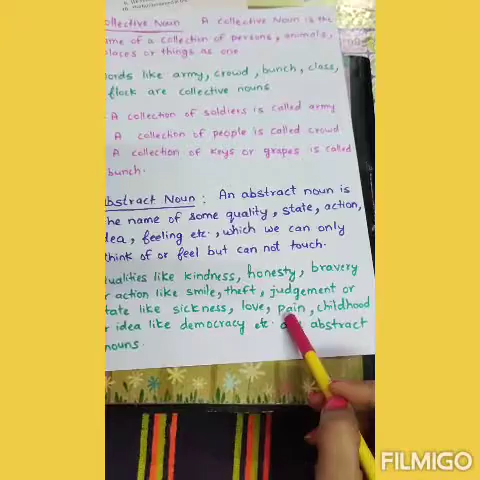 ollective Noun A collective Noun is the
ame of a collection of persons, animals,
laces or things as one
ords like army, crowd, bunch, class,
flock are collective nouns
A collection of soldiers is called army
A collection of people is called crowd
A collection of keys or grapes is called
bunch.
bstract Noun : An abstract noun is
he name of some quality, state, action,
dea, feeling etc., which we can only
think of or feel but can not touch.
ualities like kindness, honesty, bravery
r action like smile, theft, judgement or
tate like sickness, love, pain, childhood
r idea like democracy etc. abstract
nouns.
FILMIGO